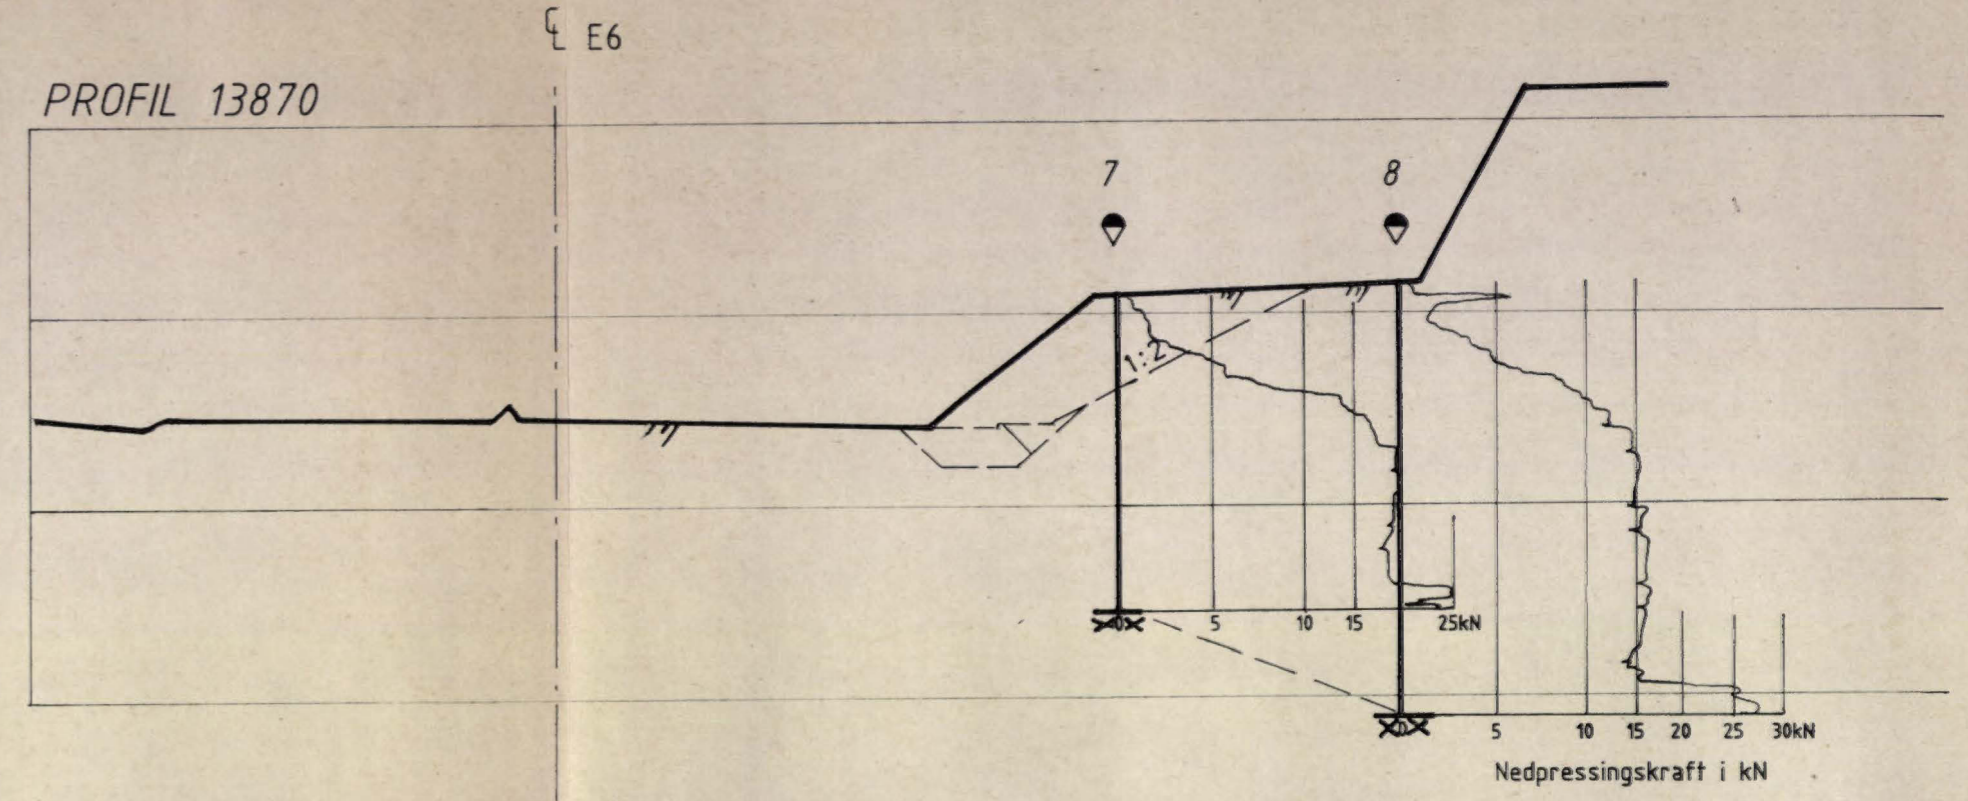 ℄ E6
PROFIL 13870
7 8
1:2
0 5 10 15 25kN
0 5 10 15 20 25 30kN
Nedpressingskraft i kN